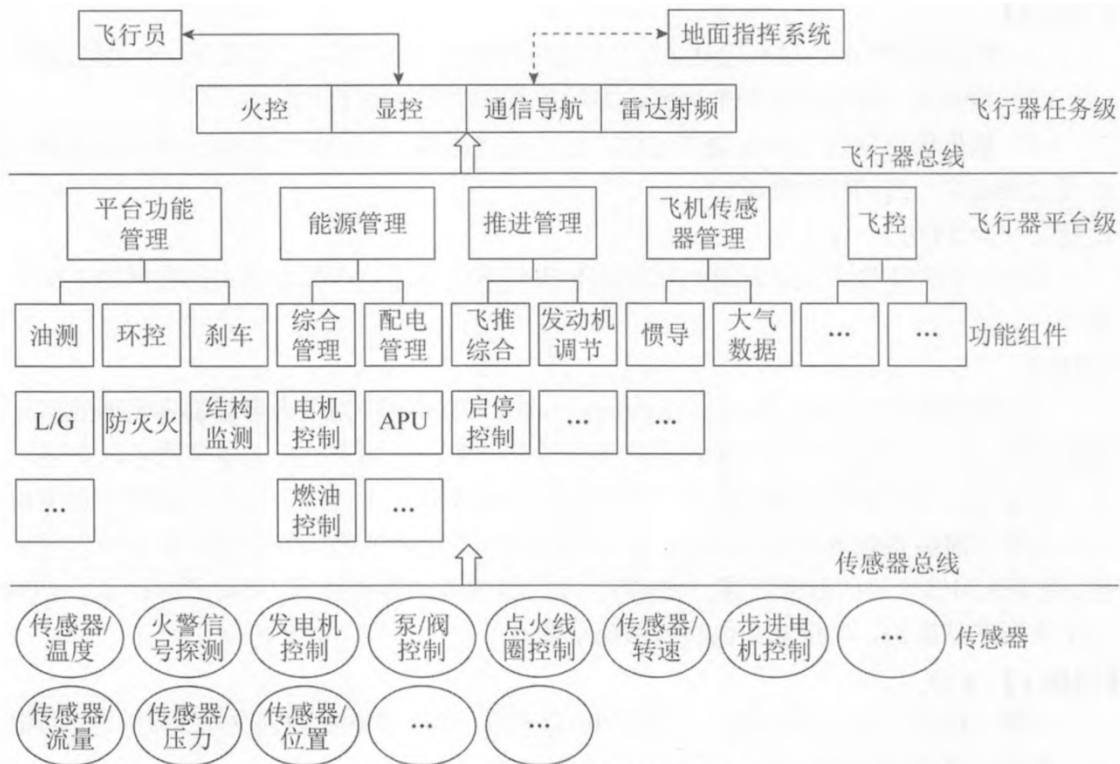 飞行员
地面指挥系统
火控
显控
通信导航
雷达射频
飞行器任务级
飞行器总线
平台功能
管理
能源管理
推进管理
飞机传感
器管理
飞控
飞行器平台级
油测
环控
刹车
综合
管理
配电
管理
飞推
综合
发动机
调节
惯导
大气
数据
...
...
功能组件
L/G
防灭火
结构
监测
电机
控制
APU
启停
控制
...
...
...
燃油
控制
...
传感器总线
传感器/
温度
火警信
号探测
发电机
控制
泵/阀
控制
点火线
圈控制
传感器/
转速
步进电
机控制
...
传感器
传感器/
流量
传感器/
压力
传感器/
位置
...
...